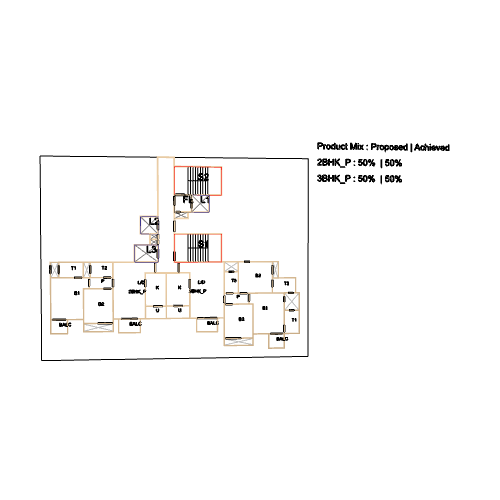 Product Mix : Proposed | Achieved
2BHK_P : 50% | 50%
3BHK_P : 50% | 50%
S2
FL
L1
L2
S1
L3
T1
T2
L/D
2BHK_P
L/D
3BHK_P
T3
B2
T2
P
K
K
B1
B2
P
B3
B1
U
U
T1
BALC
BALC
BALC
BALC